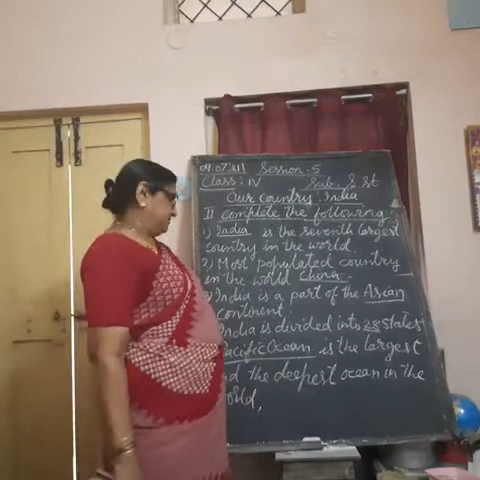 09.07.21 Session-5
Class: IV Sub: S.st
Our country: India
II complete the following
1) India is the seventh largest
country in the world.
2) Most populated country
in the world China.
3) India is a part of the Asian
continent.
India is divided into 28 states
Pacific Ocean is the largest
and the deepest ocean in the
world,